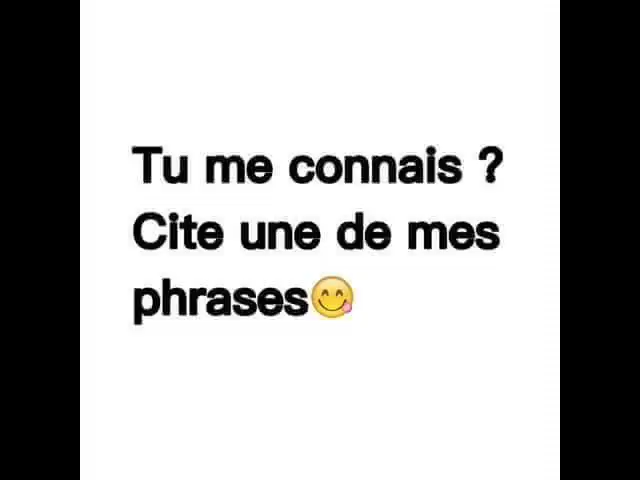 Tu me connais ?
Cite une de mes
phrases😋